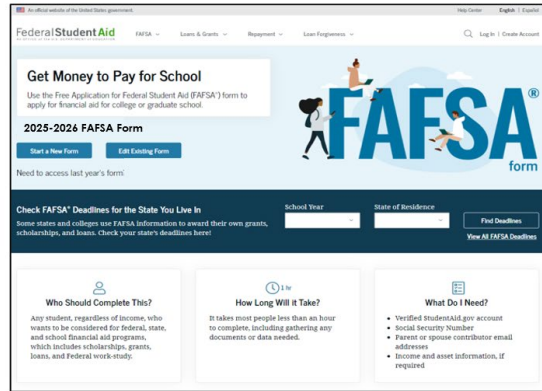 An official website of the United States government.
Help Center English | Español
Federal Student Aid
FAFSA Loans & Grants Repayment Loan Forgiveness
Log In | Create Account
Get Money to Pay for School
Use the Free Application for Federal Student Aid (FAFSA®) form to
apply for financial aid for college or graduate school.
2025-2026 FAFSA Form
Start a New Form Edit Existing Form
Need to access last year's form
FAFSA®
form
Check FAFSA® Deadlines for the State You Live In
Some states and colleges use FAFSA information to award their own grants,
scholarships, and loans. Check your state's deadlines here!
School Year State of Residence
Find Deadlines
View All FAFSA Deadlines
Who Should Complete This?
Any student, regardless of income, who
wants to be considered for federal, state,
and school financial aid programs,
which includes scholarships, grants,
loans, and Federal work-study.
1 hr
How Long Will it Take?
It takes most people less than an hour
to complete, including gathering any
documents or data needed.
What Do I Need?
• Verified StudentAid.gov account
• Social Security Number
• Parent or spouse contributor email
addresses
• Income and asset information, if
required